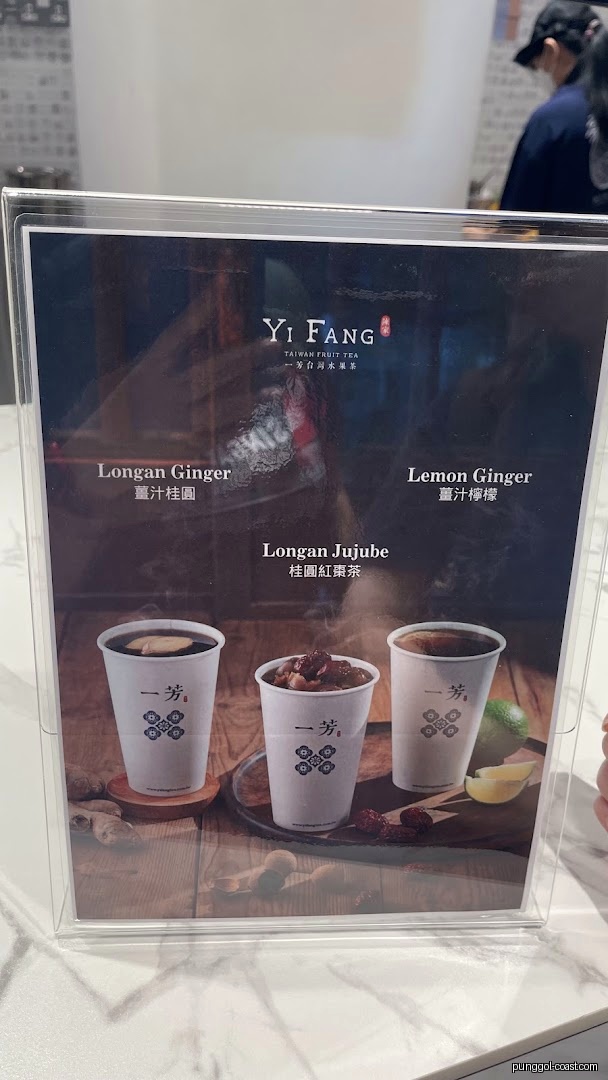 YI FANG
TAIWAN FRUIT TEA
一芳台灣水果茶
Longan Ginger
薑汁桂圓
Lemon Ginger
薑汁檸檬
Longan Jujube
桂圓紅棗茶
一芳
一芳
一芳
punggol-coast.com